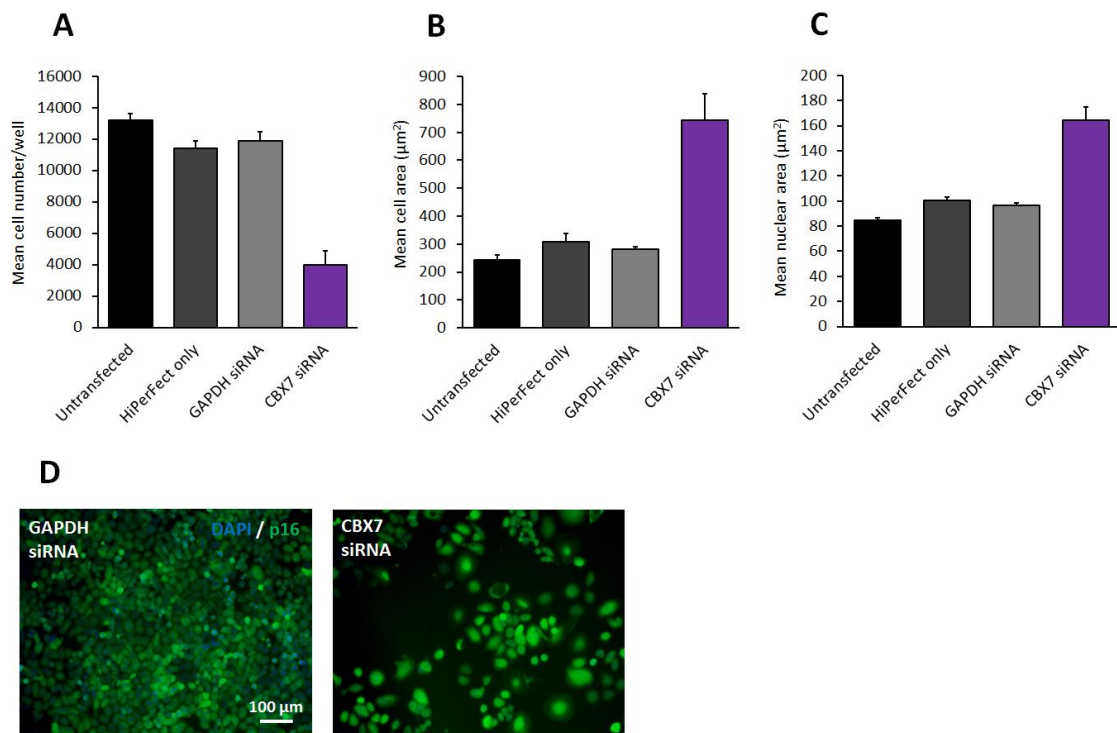 A
Mean cell number/well
16000
14000
12000
10000
8000
6000
4000
2000
0
Untransfected
HiPerFect only
GAPDH siRNA
CBX7 siRNA
B
Mean cell area (µm²)
900
800
700
600
500
400
300
200
100
0
Untransfected
HiPerFect only
GAPDH siRNA
CBX7 siRNA
C
Mean nuclear area (µm²)
200
180
160
140
120
100
80
60
40
20
0
Untransfected
HiPerFect only
GAPDH siRNA
CBX7 siRNA
D
GAPDH
siRNA
DAPI / p16
100 µm
CBX7
siRNA